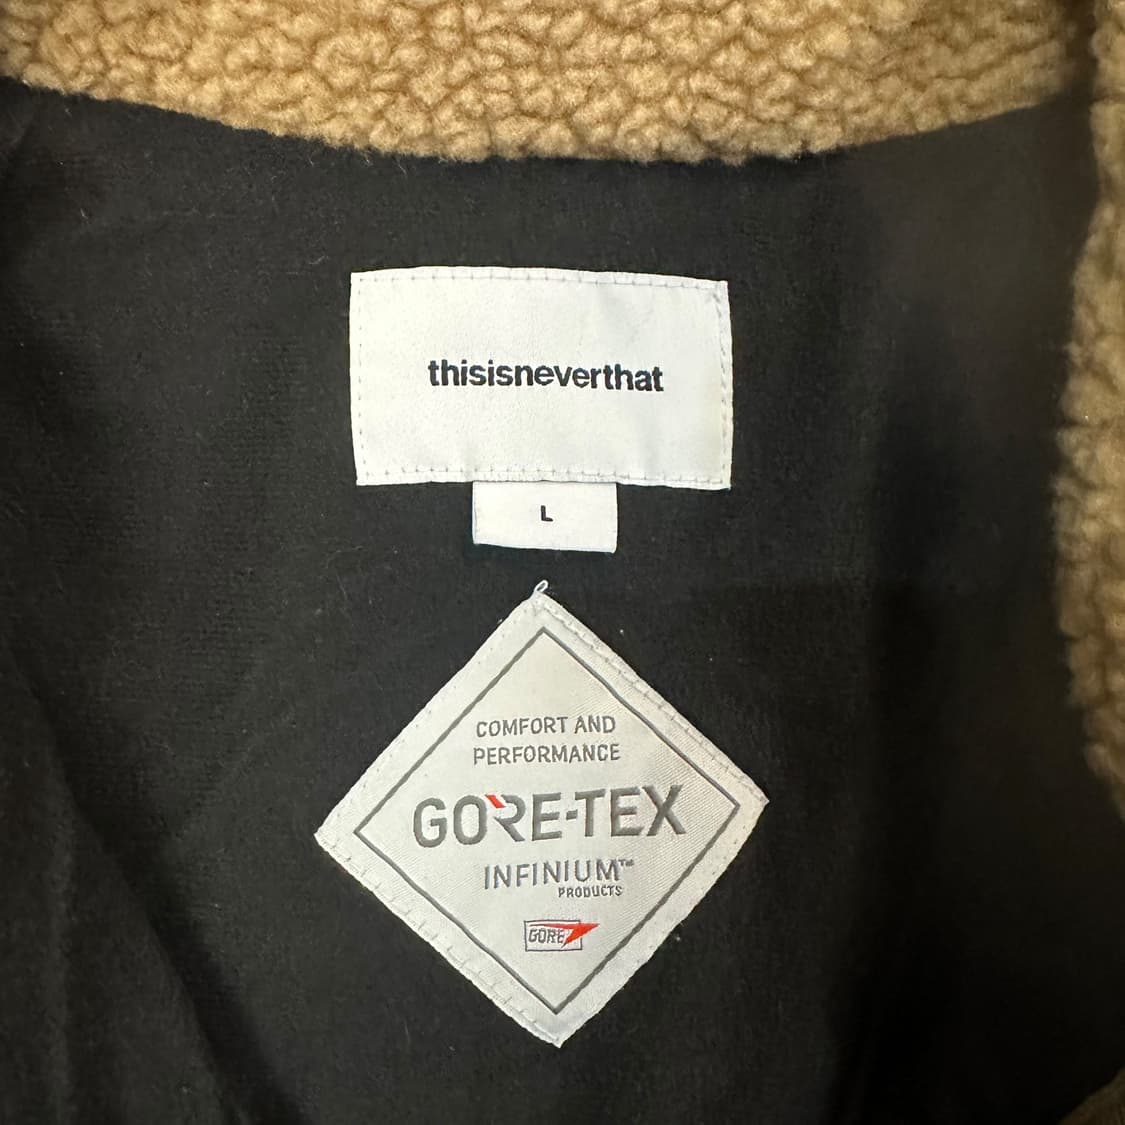 thisisneverthat
L
COMFORT AND
PERFORMANCE
GORE-TEX
INFINIUM™
PRODUCTS
GORE